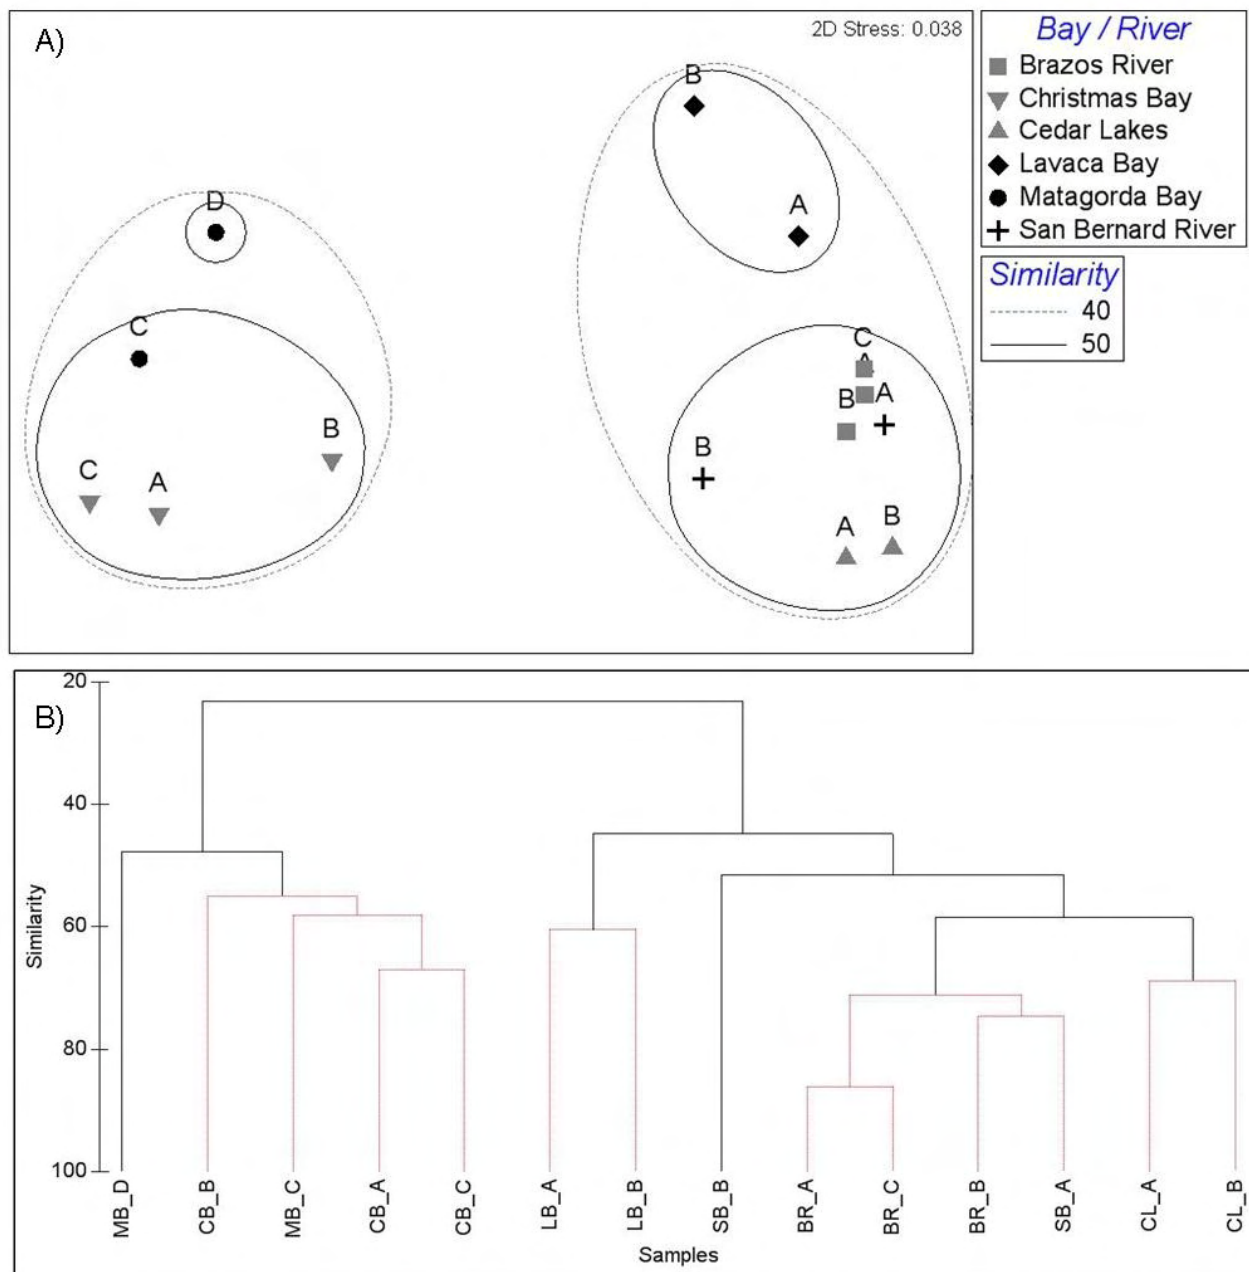 A)
2D Stress: 0.038
Bay / River
Brazos River
Christmas Bay
Cedar Lakes
Lavaca Bay
Matagorda Bay
San Bernard River
Similarity
40
50
B
A
D
C
B
C
A
C
A
B
A
B
A
B
B)
20
40
60
80
100
Similarity
MB_D
CB_B
MB_C
CB_A
CB_C
LB_A
LB_B
SB_B
BR_A
BR_C
BR_B
SB_A
CL_A
CL_B
Samples